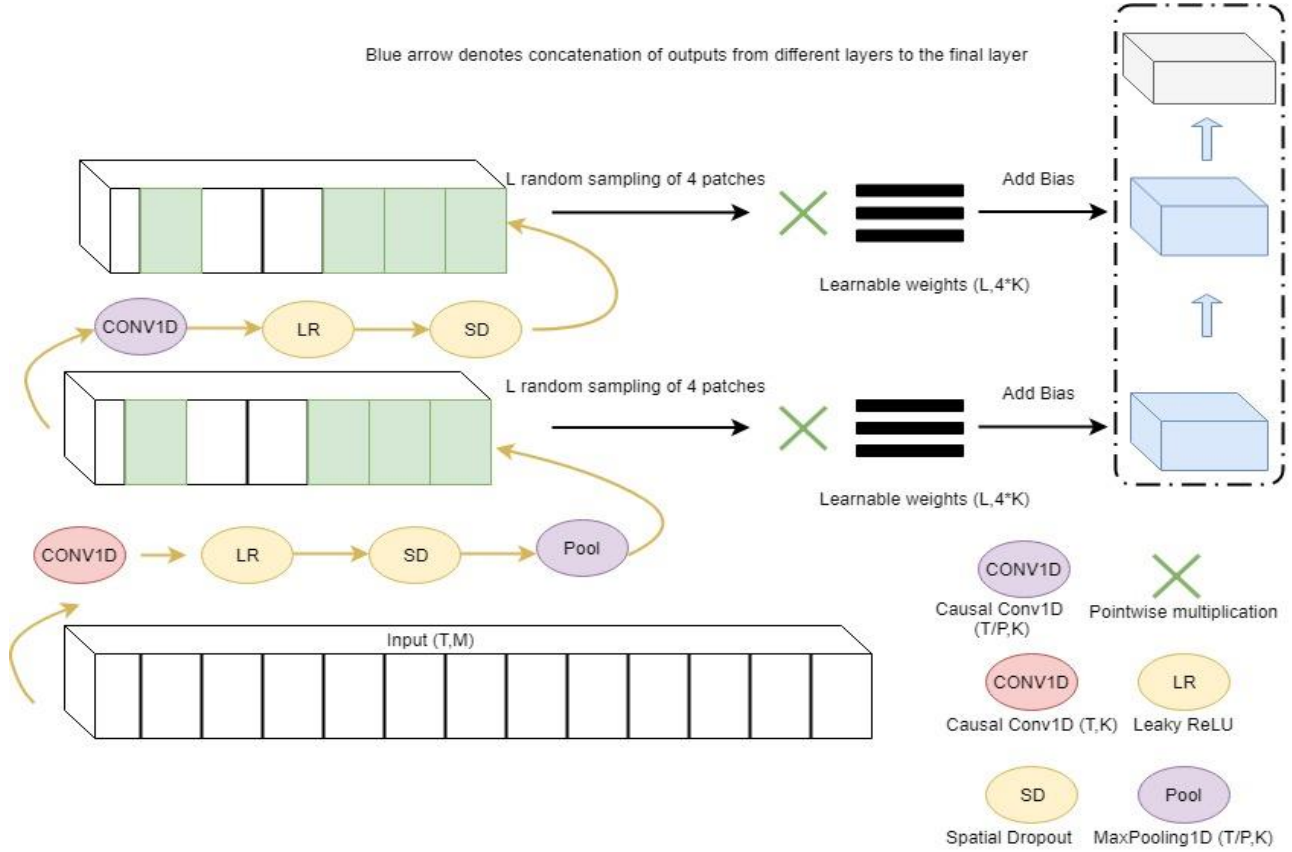 Blue arrow denotes concatenation of outputs from different layers to the final layer
L random sampling of 4 patches
Add Bias
Learnable weights (L,4*K)
CONV1D
LR
SD
L random sampling of 4 patches
Add Bias
Learnable weights (L,4*K)
CONV1D
LR
SD
Pool
Input (T,M)
CONV1D
Causal Conv1D
(T/P,K)
Pointwise multiplication
CONV1D
Causal Conv1D (T,K)
LR
Leaky ReLU
SD
Spatial Dropout
Pool
MaxPooling1D (T/P,K)